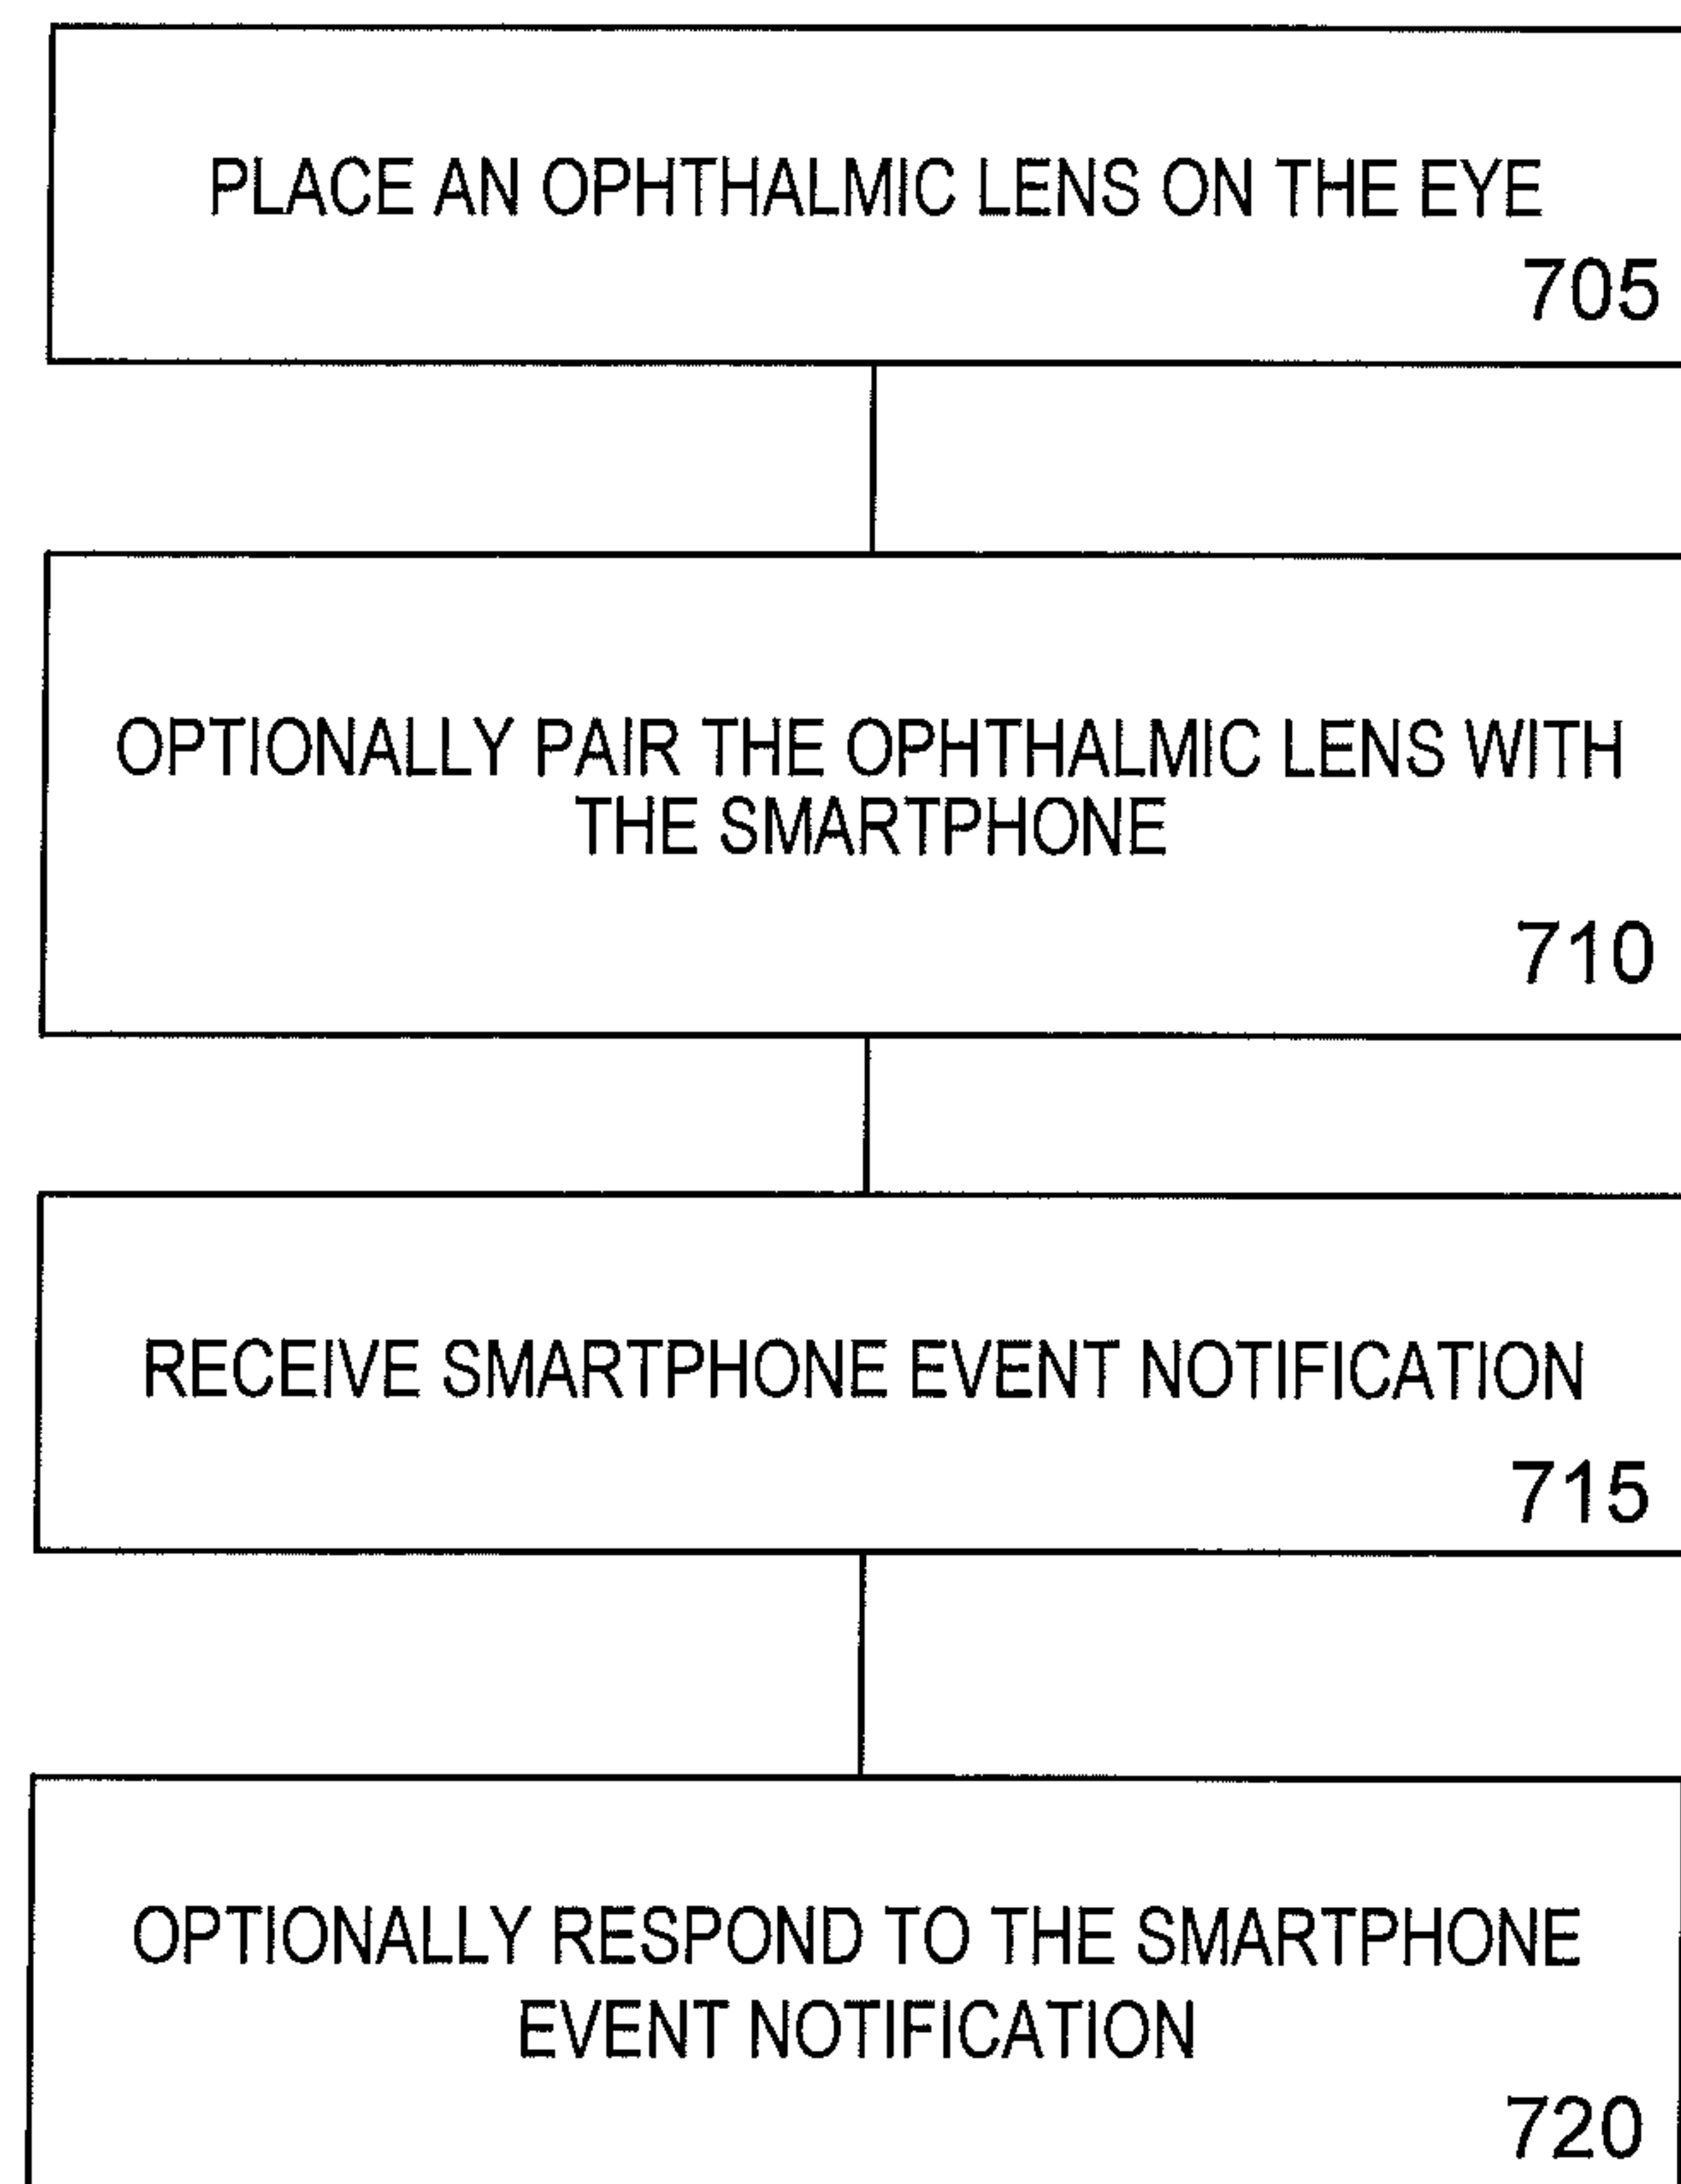 PLACE AN OPHTHALMIC LENS ON THE EYE
705
OPTIONALLY PAIR THE OPHTHALMIC LENS WITH
THE SMARTPHONE
710
RECEIVE SMARTPHONE EVENT NOTIFICATION
715
OPTIONALLY RESPOND TO THE SMARTPHONE
EVENT NOTIFICATION
720